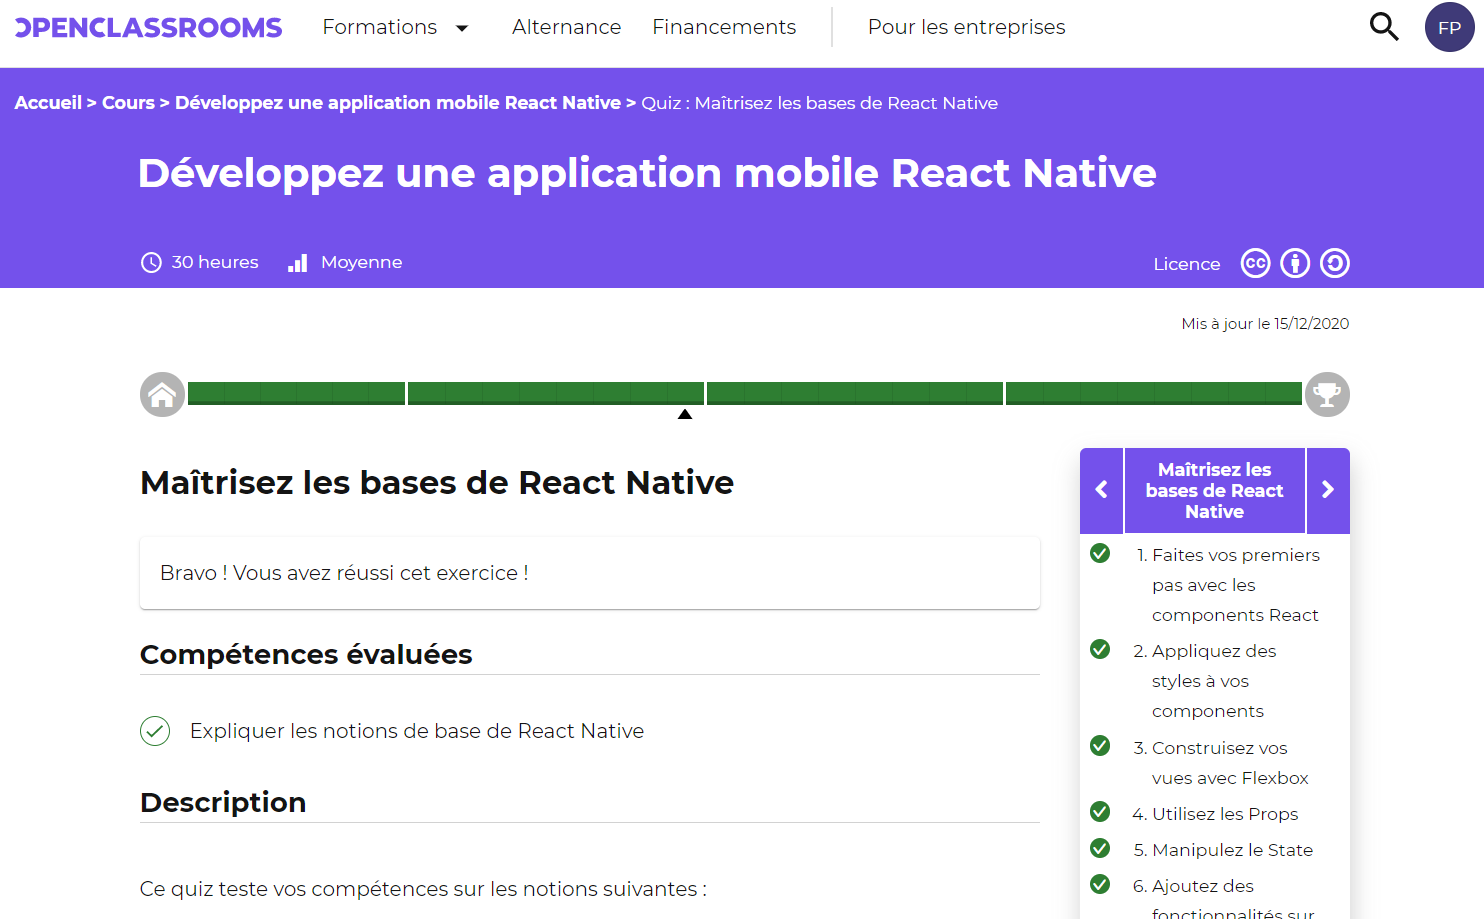 OPENCLASSROOMS
Formations
Alternance
Financements
Pour les entreprises
FP
Accueil > Cours > Développez une application mobile React Native > Quiz : Maîtrisez les bases de React Native
Développez une application mobile React Native
30 heures
Moyenne
Licence
cc
Mis à jour le 15/12/2020
Maîtrisez les bases de React Native
Bravo ! Vous avez réussi cet exercice !
Compétences évaluées
Expliquer les notions de base de React Native
Description
Ce quiz teste vos compétences sur les notions suivantes :
Maîtrisez les
bases de React
Native
1. Faites vos premiers
pas avec les
components React
2. Appliquez des
styles à vos
components
3. Construisez vos
vues avec Flexbox
4. Utilisez les Props
5. Manipulez le State
6. Ajoutez des
fonctionnalités sur